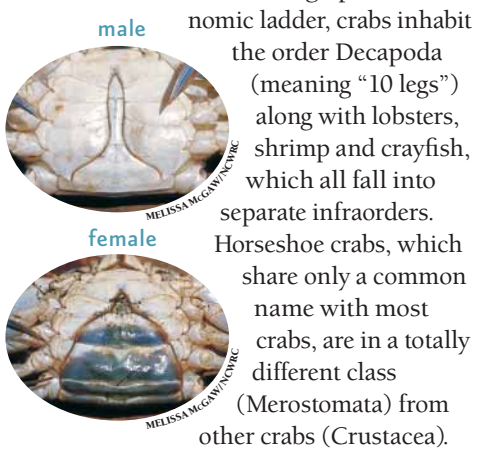 nomic ladder, crabs inhabit
the order Decapoda
(meaning “10 legs”)
along with lobsters,
shrimp and crayfish,
which all fall into
separate infraorders.
Horseshoe crabs, which
share only a common
name with most
crabs, are in a totally
different class
(Merostomata) from
other crabs (Crustacea).
male
MELISSA McGAW/NCWRC
female
MELISSA McGAW/NCWRC